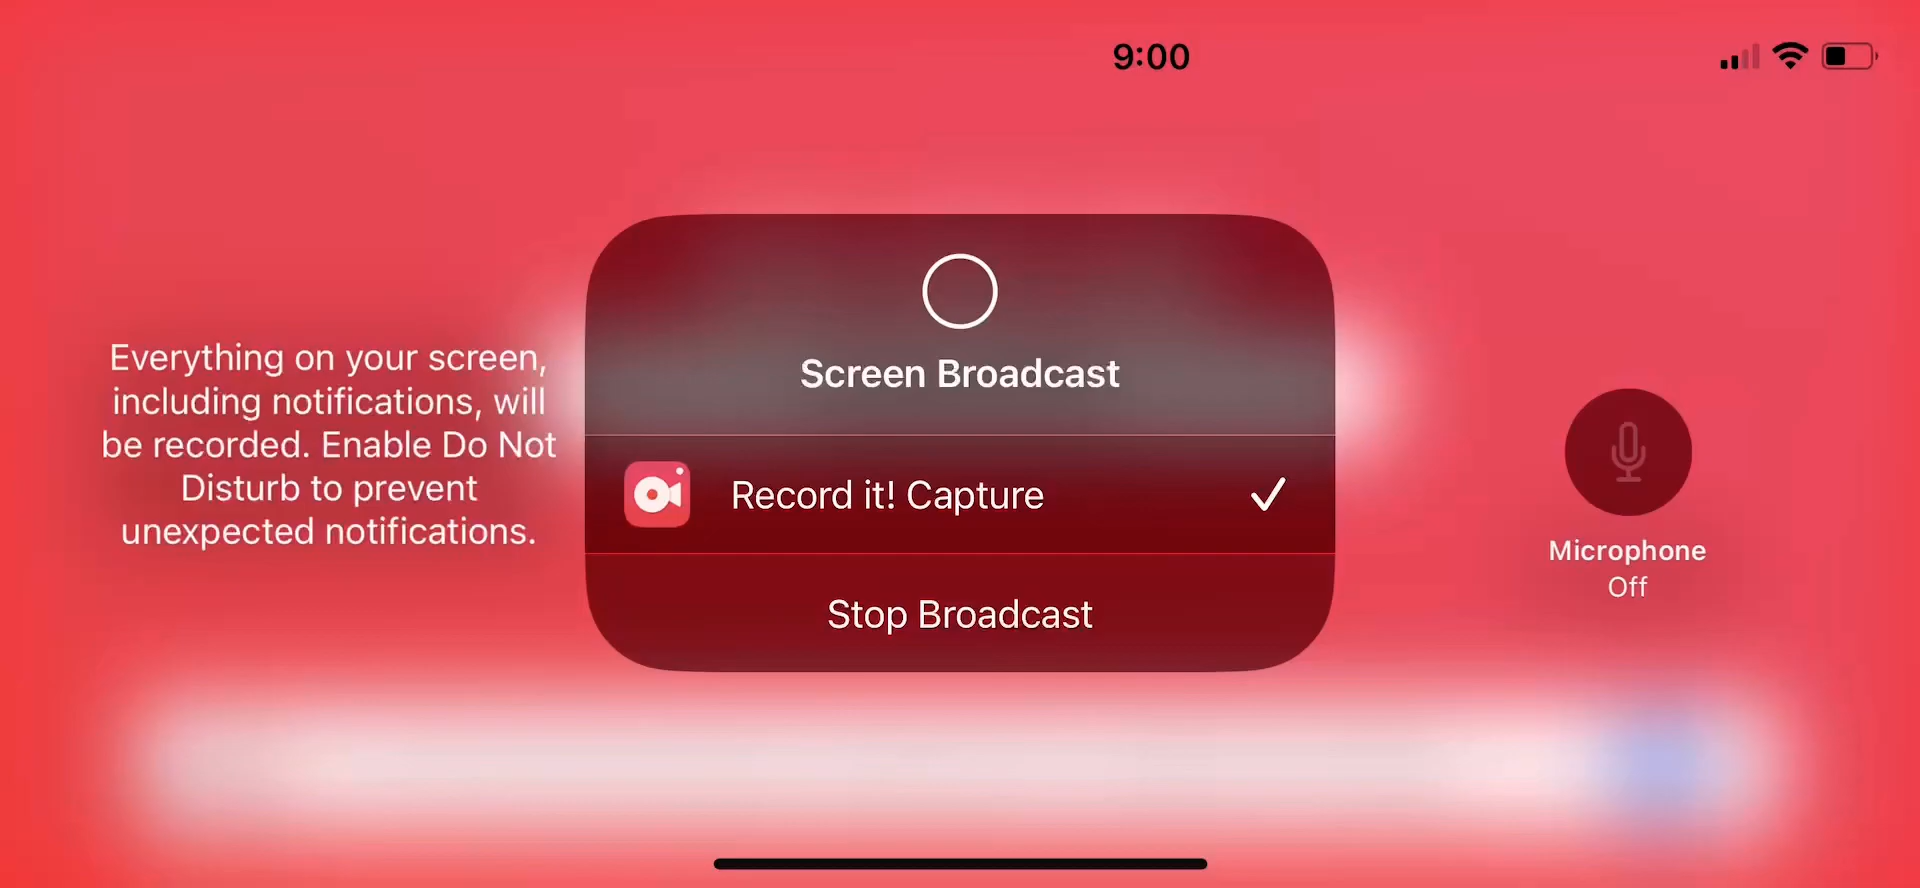 9:00
Everything on your screen,
including notifications, will
be recorded. Enable Do Not
Disturb to prevent
unexpected notifications.
Screen Broadcast
Record it! Capture
Stop Broadcast
Microphone
Off